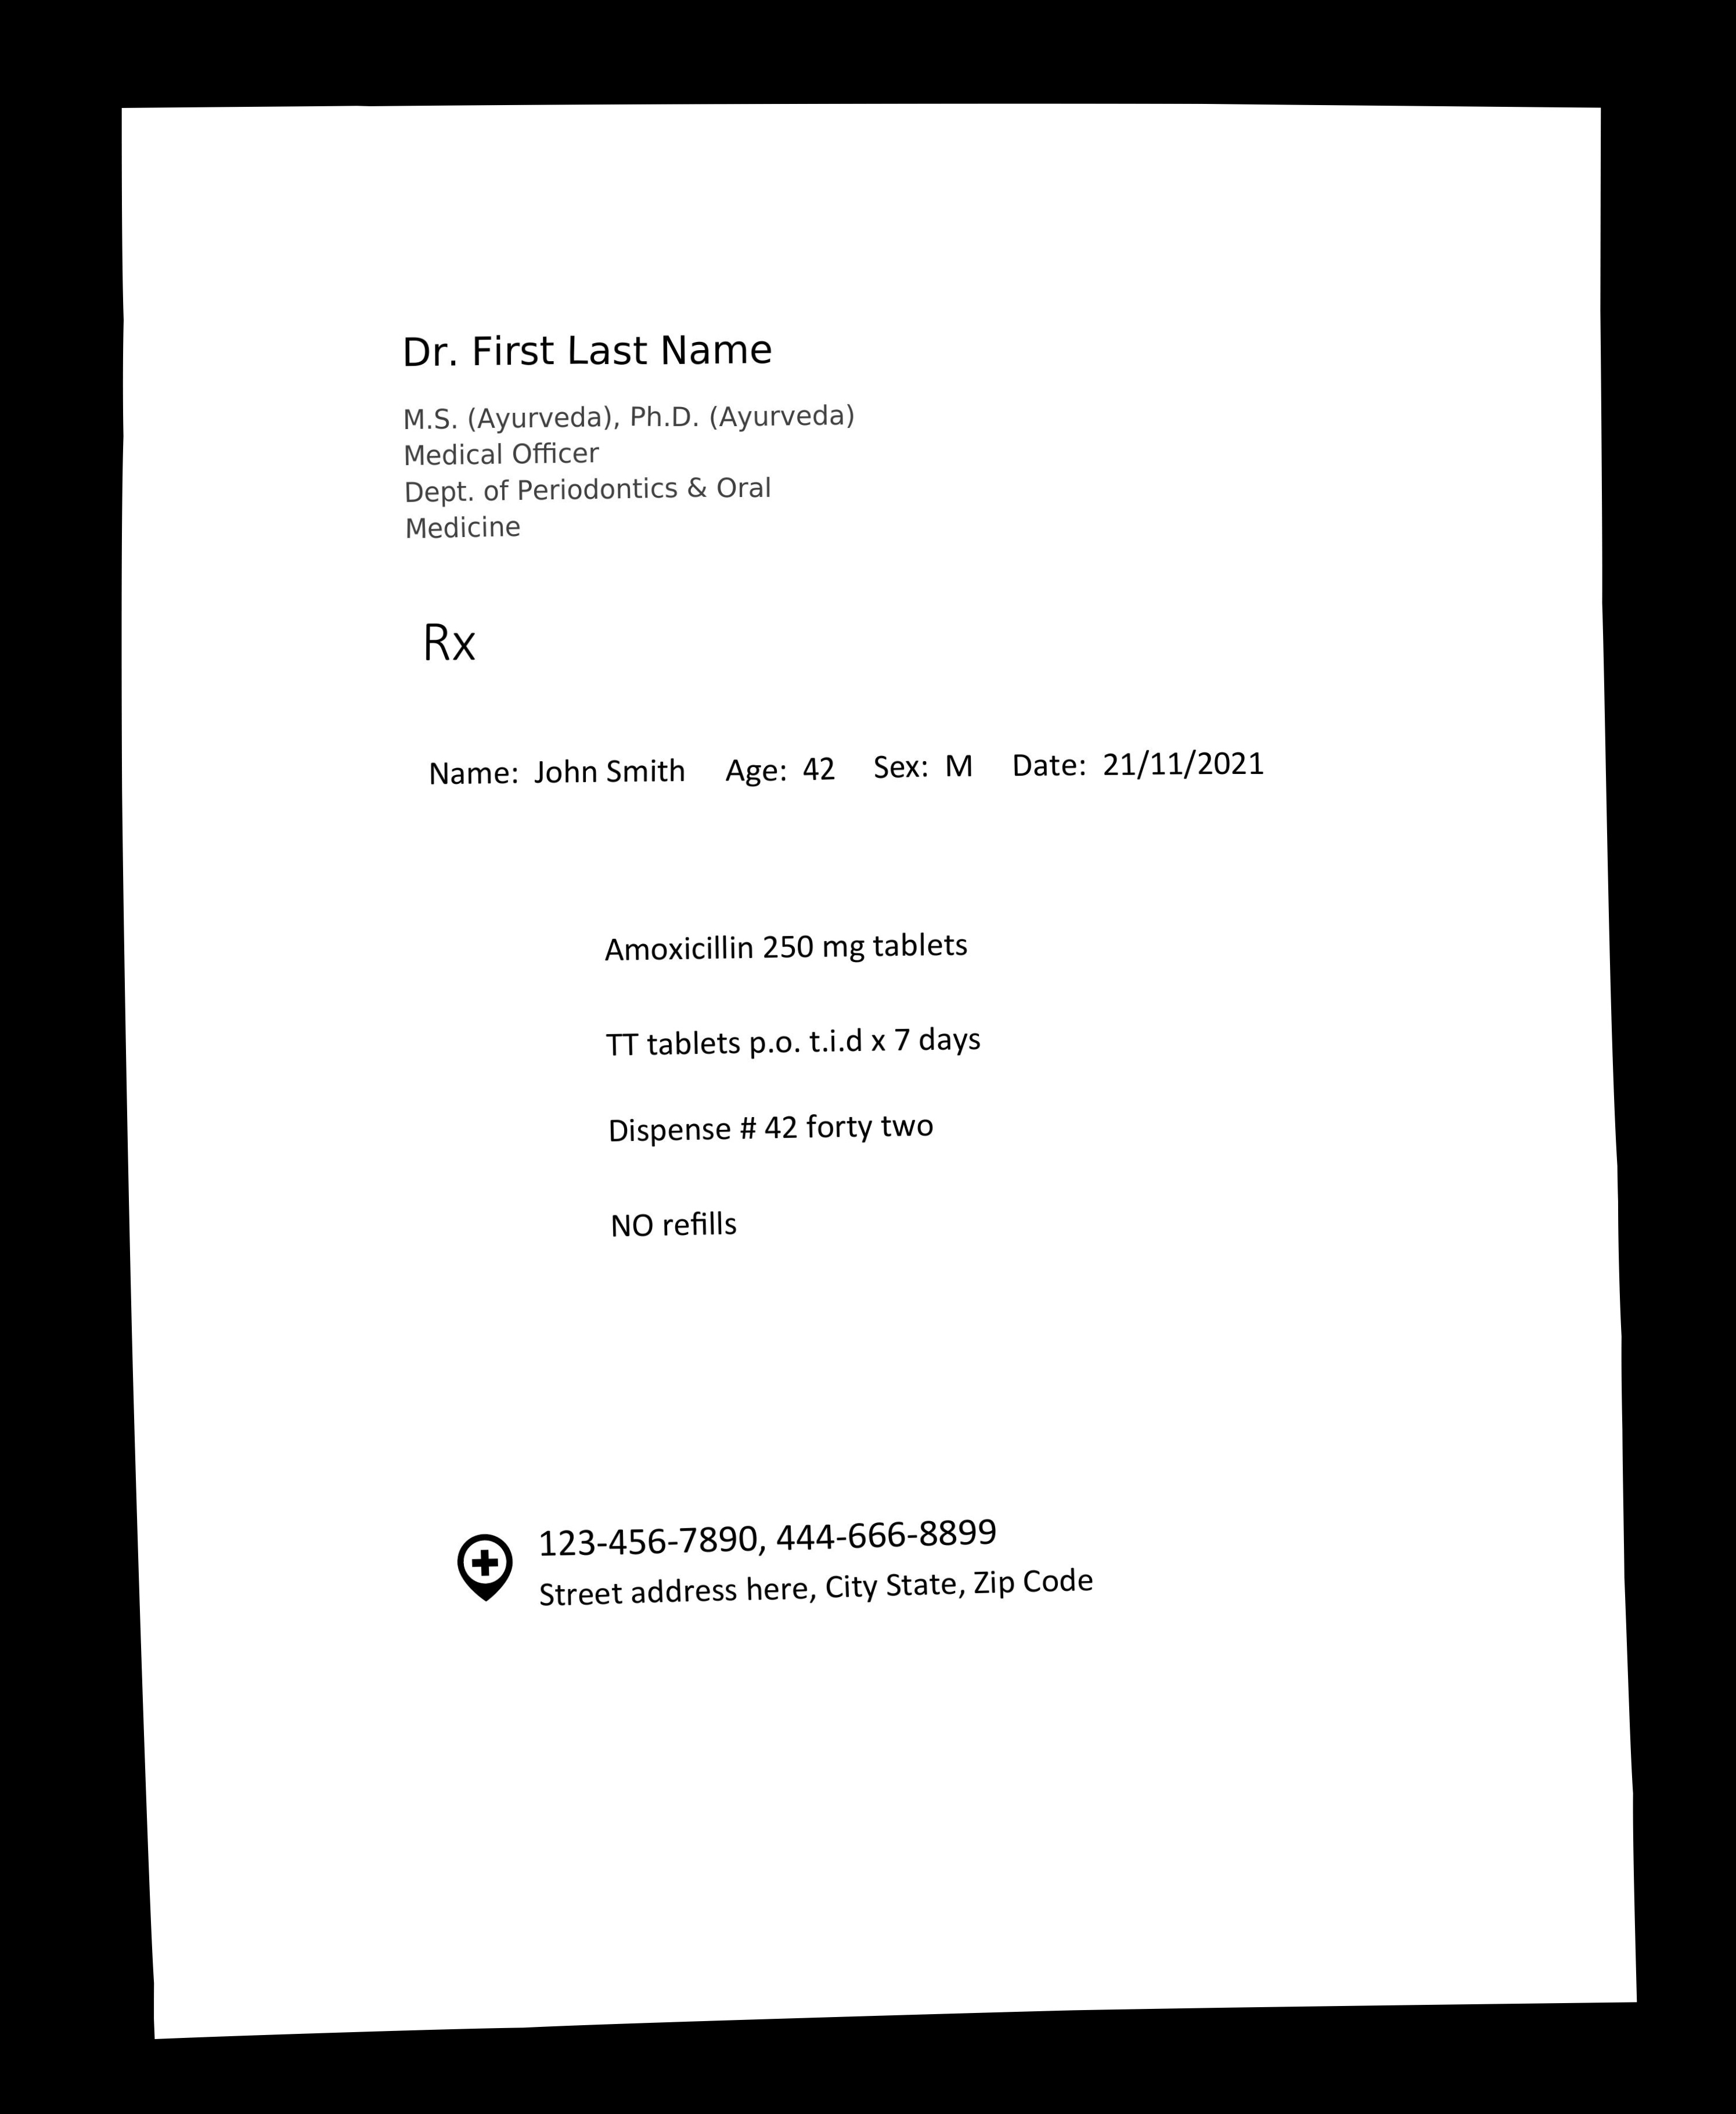 Dr. First Last Name
M.S. (Ayurveda), Ph.D. (Ayurveda)
Medical Officer
Dept. of Periodontics & Oral
Medicine
Rx
Name: John Smith Age: 42 Sex: M Date: 21/11/2021
Amoxicillin 250 mg tablets
TT tablets p.o. t.i.d x 7 days
Dispense # 42 forty two
NO refills
123-456-7890, 444-666-8899
Street address here, City State, Zip Code